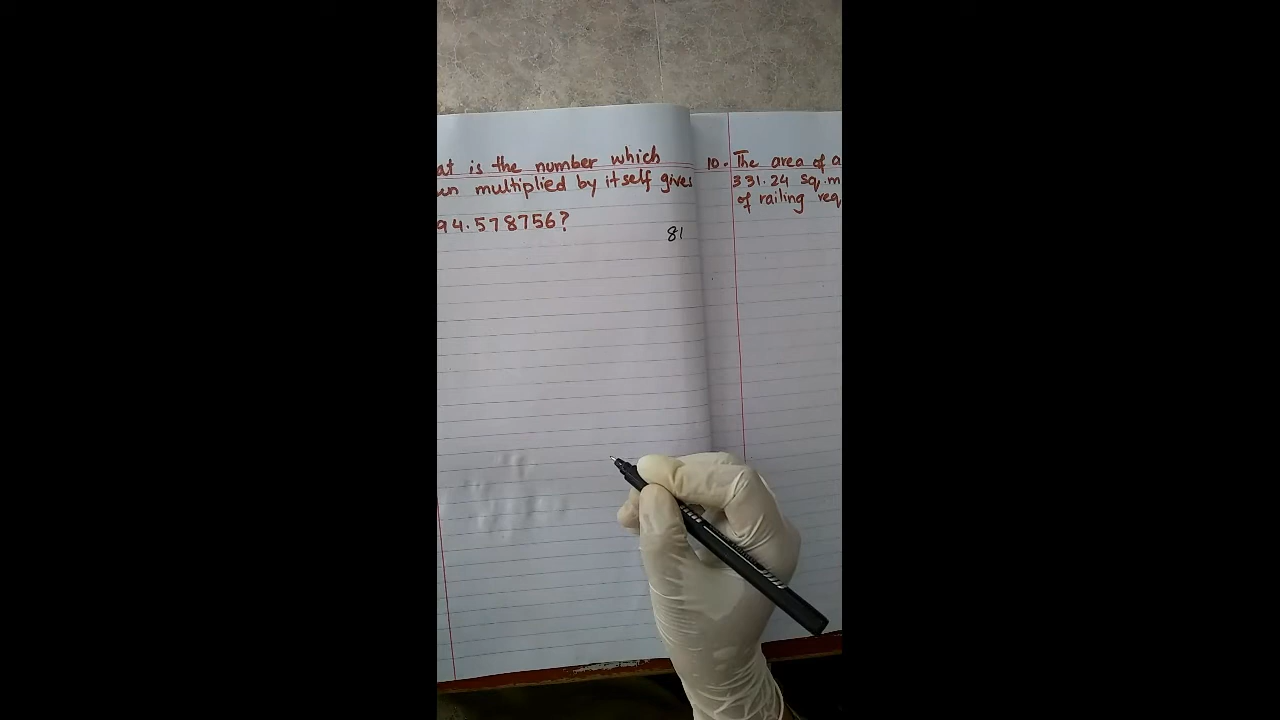 at is the number which
un multiplied by itself gives
94.578756?
81
10. The area of a
331.24 sq.m
of railing req